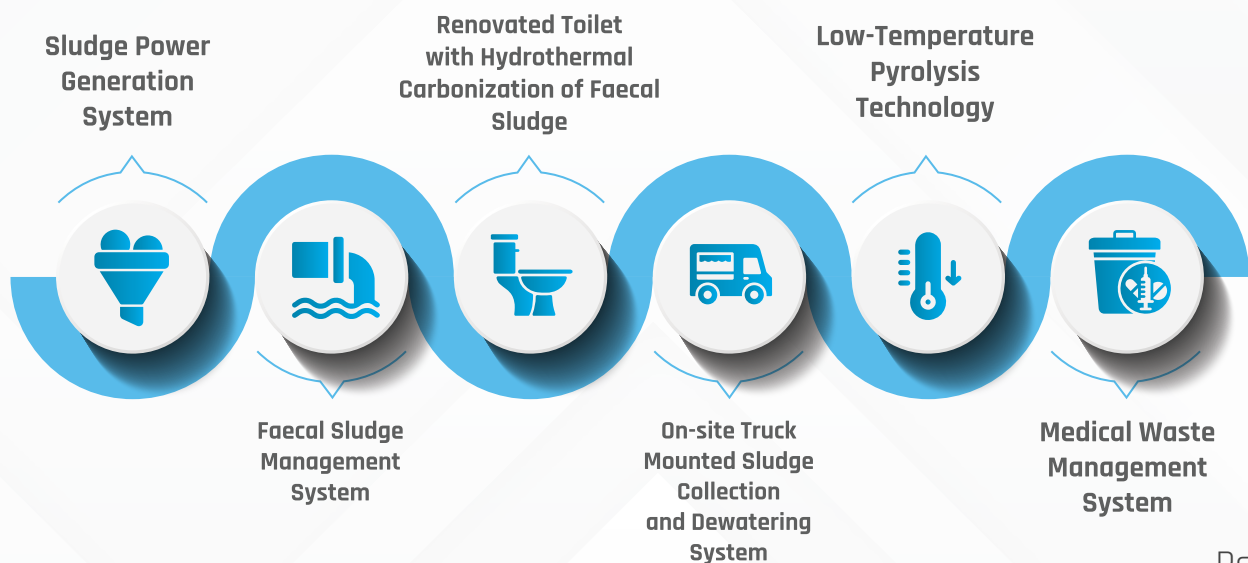 Sludge Power
Generation
System
Faecal Sludge
Management
System
Renovated Toilet
with Hydrothermal
Carbonization of Faecal
Sludge
On-site Truck
Mounted Sludge
Collection
and Dewatering
System
Low-Temperature
Pyrolysis
Technology
Medical Waste
Management
System